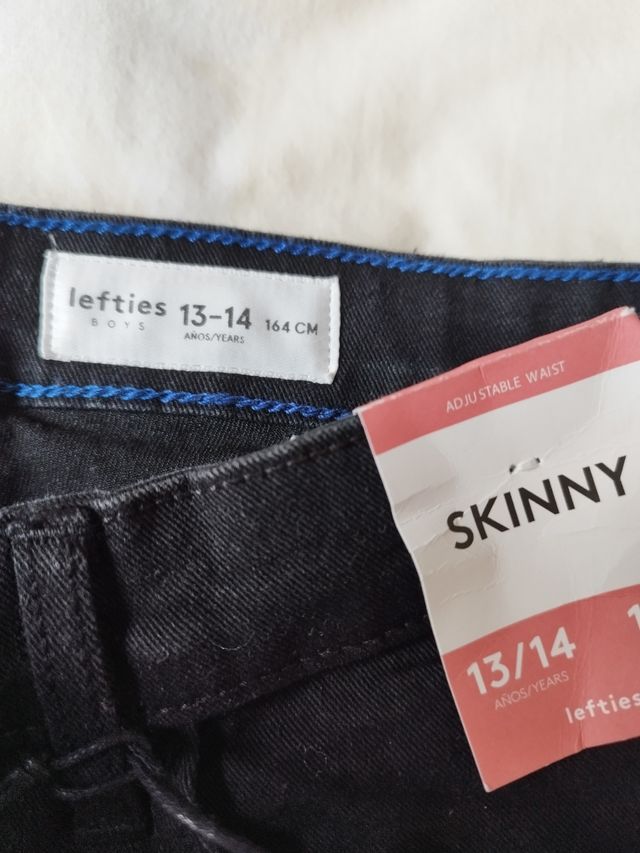 lefties 13-14 164 CM
BOYS AÑOS/YEARS
ADJUSTABLE WAIST
SKINNY
13/14
AÑOS/YEARS
lefties